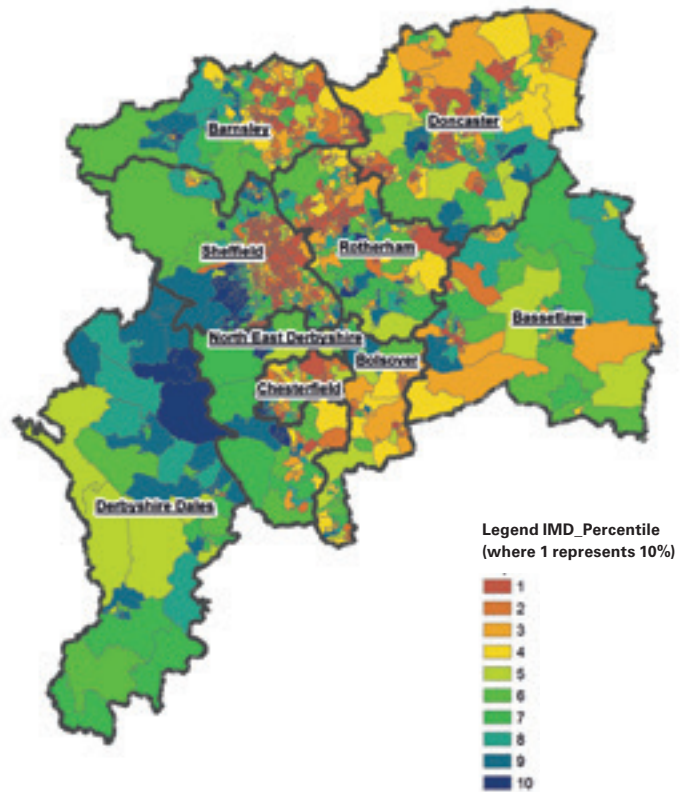 Barnsley
Doncaster
Sheffield
Rotherham
Bassetlaw
North East Derbyshire
Bolsover
Chesterfield
Derbyshire Dales
Legend IMD_Percentile
(where 1 represents 10%)
1
2
3
4
5
6
7
8
9
10